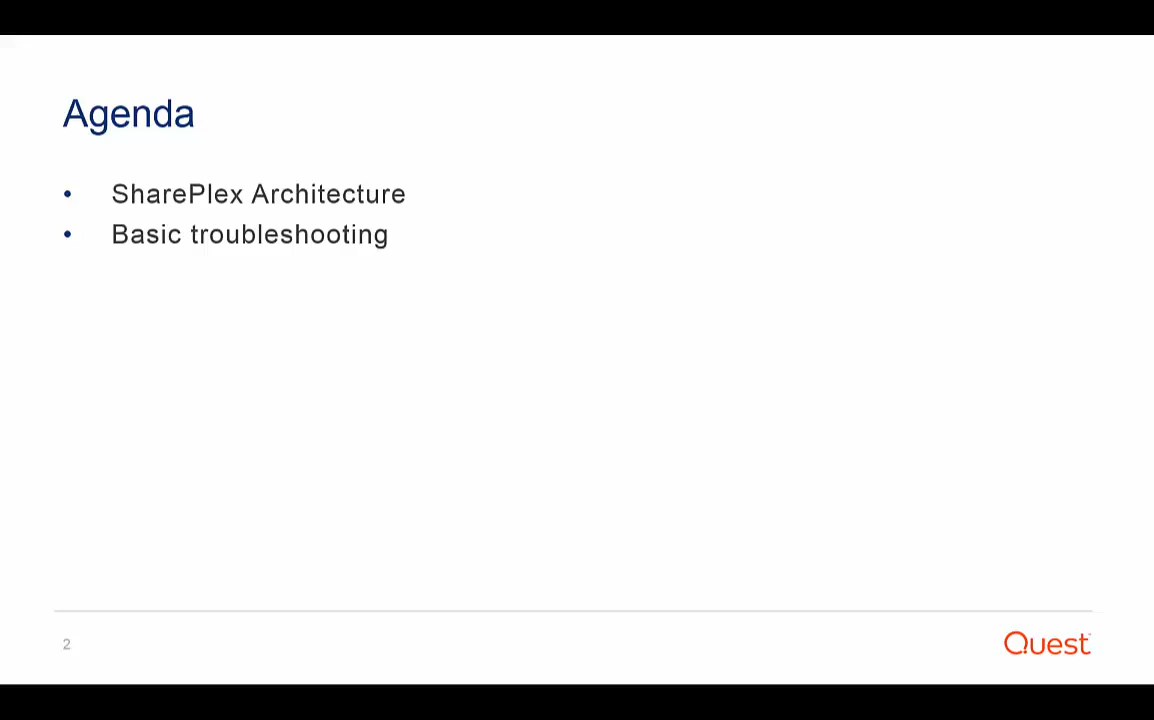 Agenda
• SharePlex Architecture
• Basic troubleshooting
2
Quest